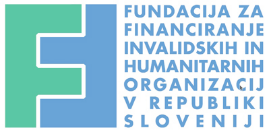 FUNDACIJA ZA
FINANCIRANJE
INVALIDSKIH IN
HUMANITARNIH
ORGANIZACIJ
V REPUBLIKI
SLOVENIJI